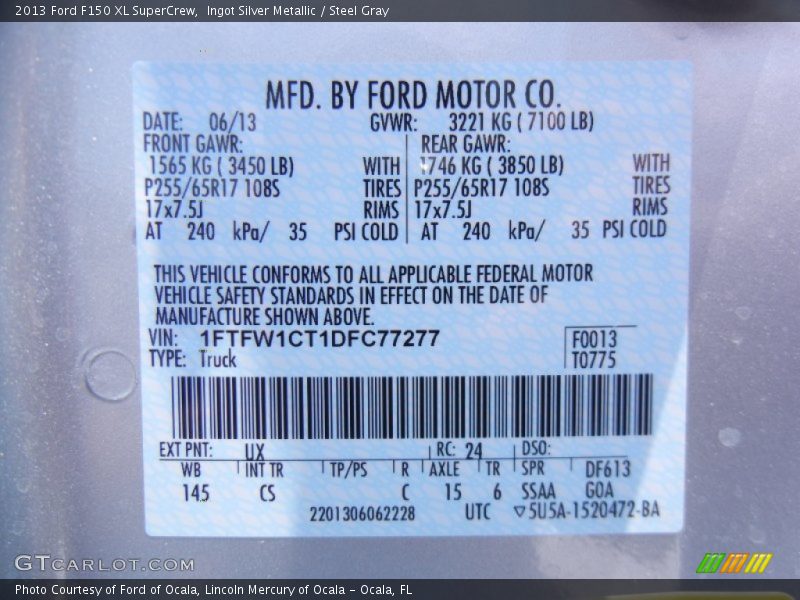 2013 Ford F150 XL SuperCrew,  Ingot Silver Metallic / Steel Gray
MFD. BY FORD MOTOR CO.
DATE: 06/13 GVWR: 3221 KG ( 7100 LB)
FRONT GAWR: REAR GAWR:
1565 KG ( 3450 LB) WITH 1746 KG ( 3850 LB) WITH
P255/65R17 108S TIRES P255/65R17 108S TIRES
17x7.5J RIMS 17x7.5J RIMS
AT 240 kPa/ 35 PSI COLD AT 240 kPa/ 35 PSI COLD
THIS VEHICLE CONFORMS TO ALL APPLICABLE FEDERAL MOTOR
VEHICLE SAFETY STANDARDS IN EFFECT ON THE DATE OF
MANUFACTURE SHOWN ABOVE.
VIN: 1FTFW1CT1DFC77277 F0013
TYPE: Truck T0775
EXT PNT: UX RC: 24 DSO:
WB INT TR TP/PS R AXLE TR SPR DF613
145 CS C 15 6 SSAA GOA
2201306062228 UTC ▽5U5A-1520472-BA
GTCARLOT.COM
Photo Courtesy of Ford of Ocala, Lincoln Mercury of Ocala – Ocala, FL